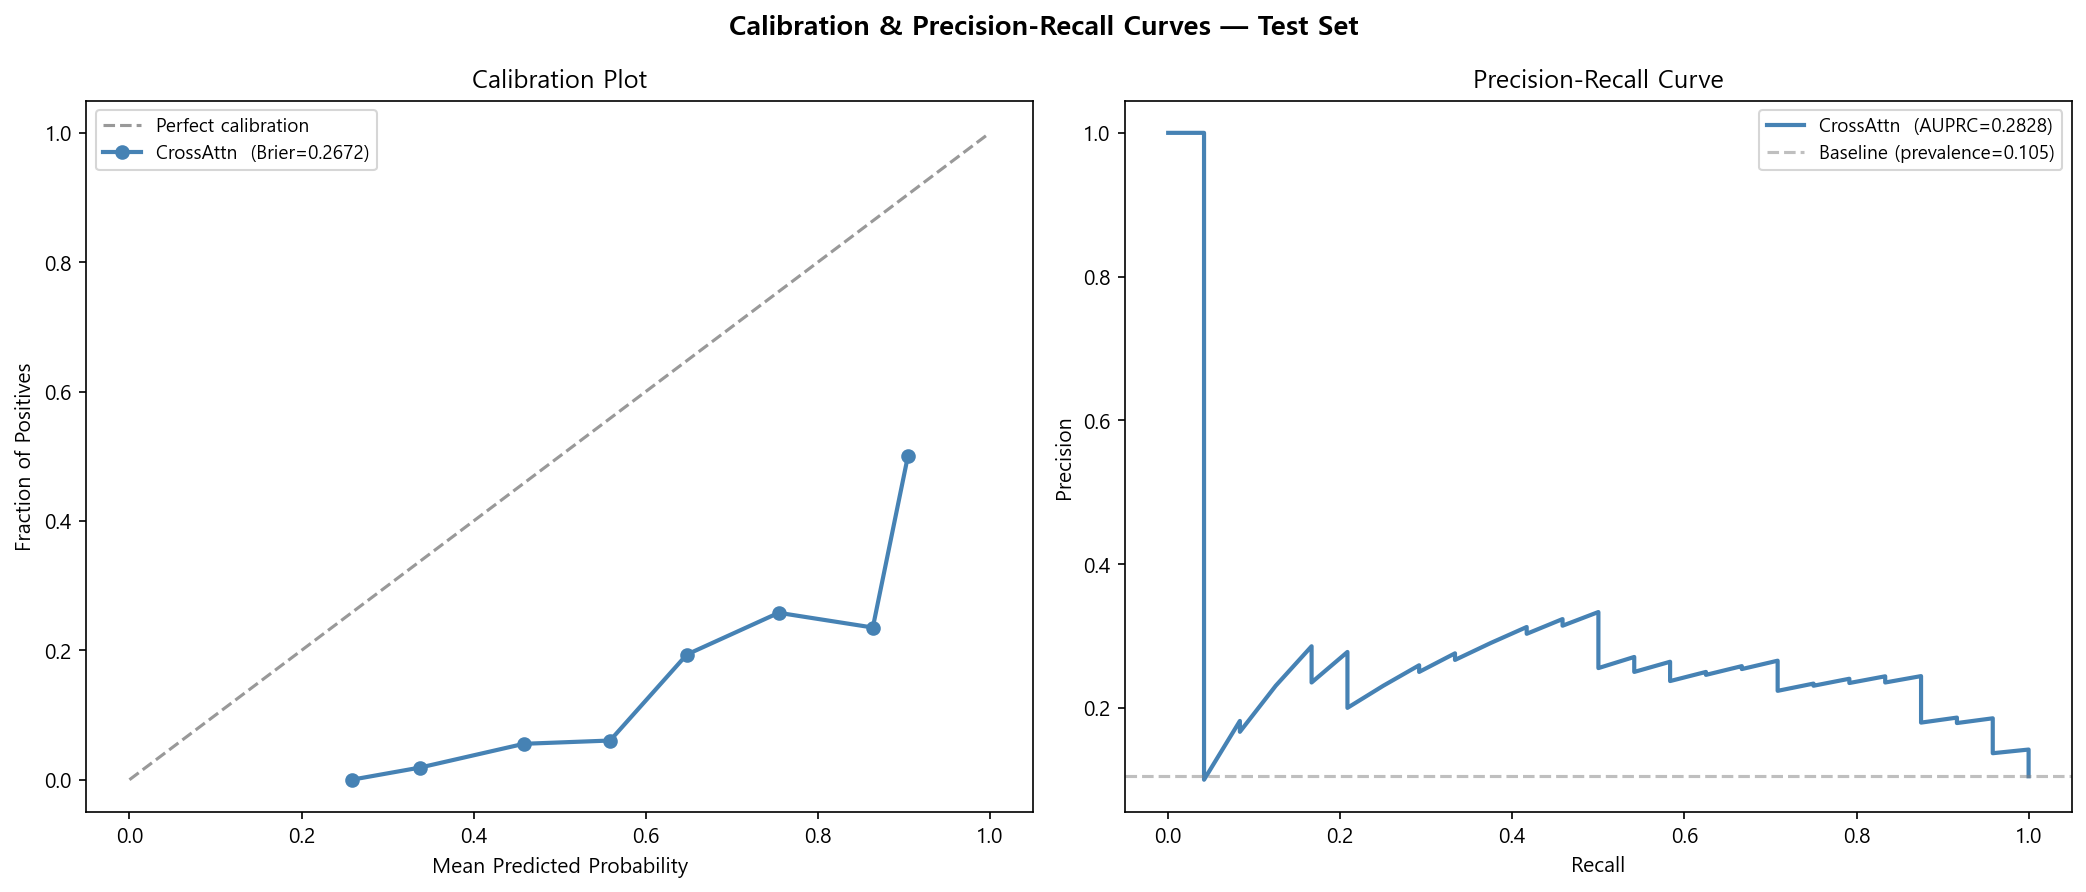 Calibration & Precision-Recall Curves — Test Set
Calibration Plot
Perfect calibration
CrossAttn (Brier=0.2672)
1.0
0.8
0.6
0.4
0.2
0.0
Fraction of Positives
0.0 0.2 0.4 0.6 0.8 1.0
Mean Predicted Probability
Precision-Recall Curve
CrossAttn (AUPRC=0.2828)
Baseline (prevalence=0.105)
1.0
0.8
0.6
0.4
0.2
Precision
0.0 0.2 0.4 0.6 0.8 1.0
Recall